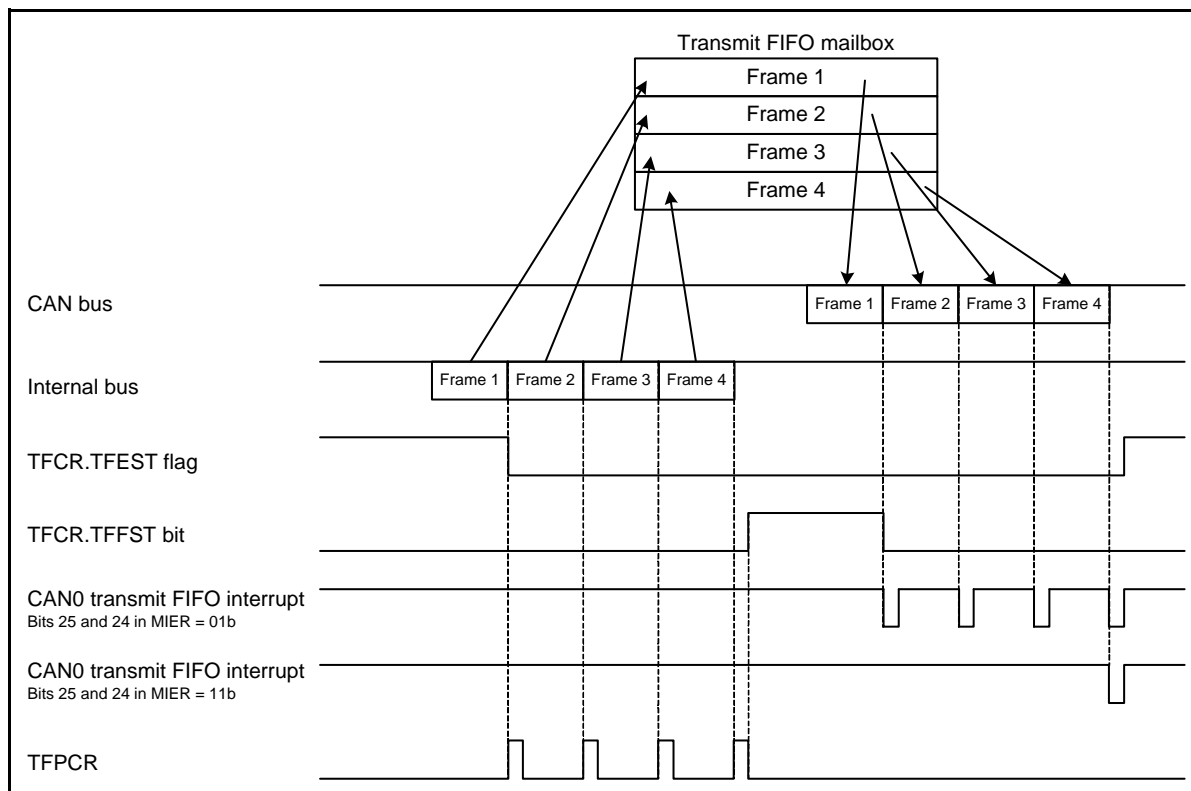 Transmit FIFO mailbox
Frame 1
Frame 2
Frame 3
Frame 4
CAN bus
Frame 1 Frame 2 Frame 3 Frame 4
Internal bus
Frame 1 Frame 2 Frame 3 Frame 4
TFCR.TFEST flag
TFCR.TFFST bit
CAN0 transmit FIFO interrupt
Bits 25 and 24 in MIER = 01b
CAN0 transmit FIFO interrupt
Bits 25 and 24 in MIER = 11b
TFPCR